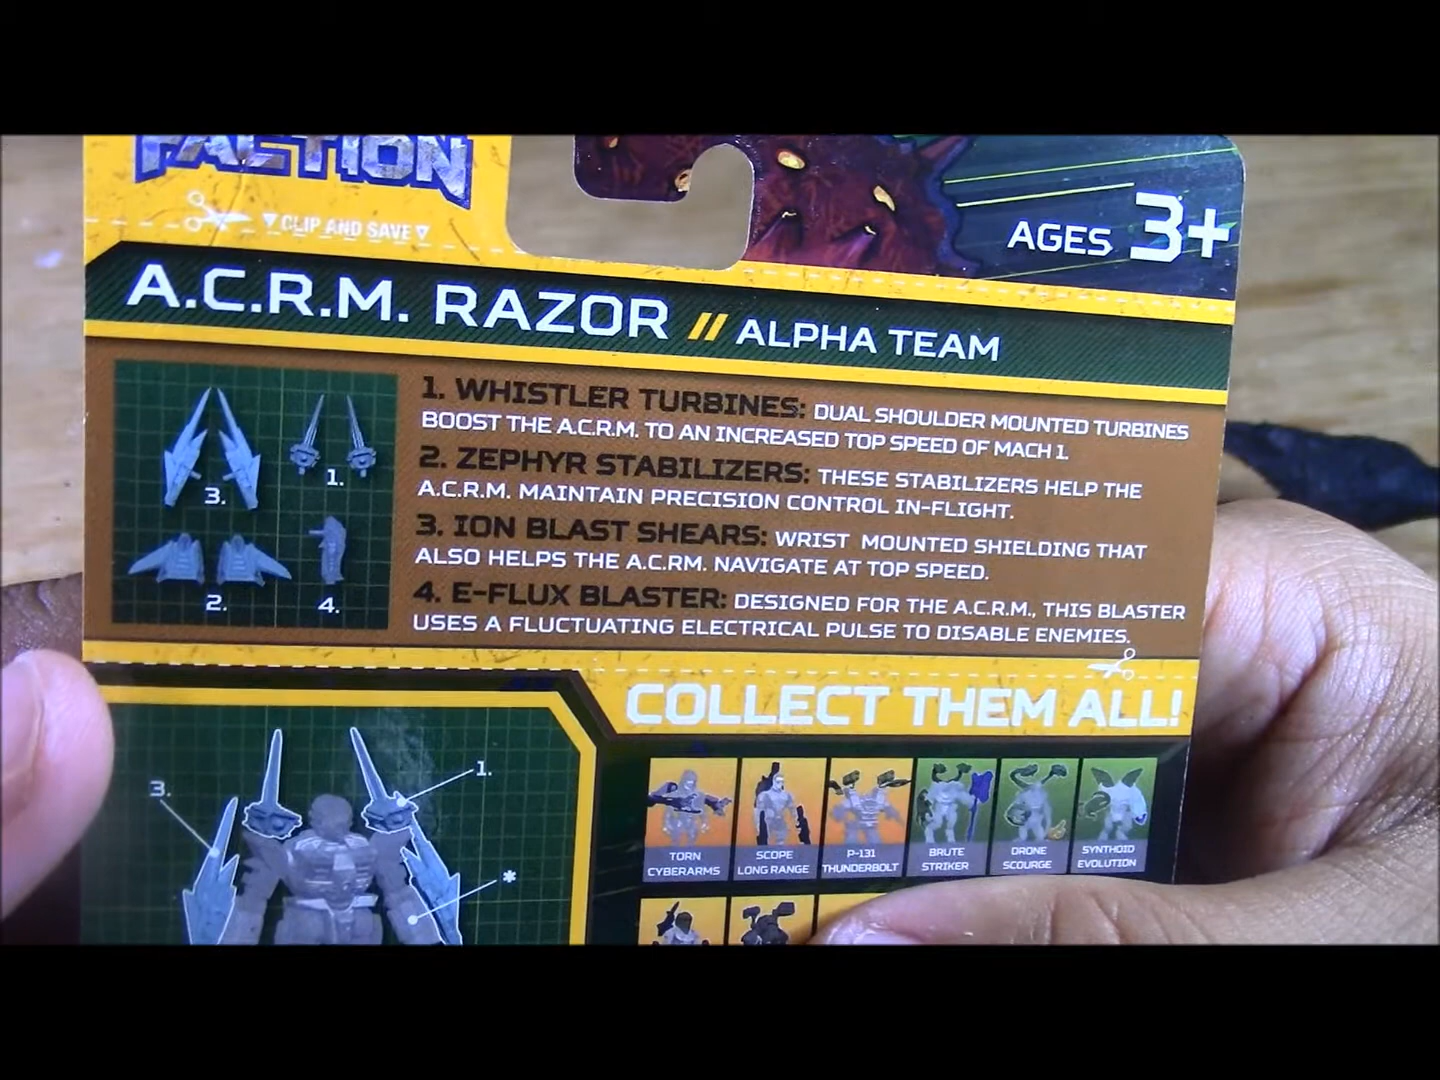 FACTION
▼CLIP AND SAVE▼
AGES 3+
A.C.R.M. RAZOR // ALPHA TEAM
1. WHISTLER TURBINES: DUAL SHOULDER MOUNTED TURBINES
BOOST THE A.C.R.M. TO AN INCREASED TOP SPEED OF MACH 1.
2. ZEPHYR STABILIZERS: THESE STABILIZERS HELP THE
A.C.R.M. MAINTAIN PRECISION CONTROL IN-FLIGHT.
3. ION BLAST SHEARS: WRIST MOUNTED SHIELDING THAT
ALSO HELPS THE A.C.RM. NAVIGATE AT TOP SPEED.
4. E-FLUX BLASTER: DESIGNED FOR THE A.C.R.M., THIS BLASTER
USES A FLUCTUATING ELECTRICAL PULSE TO DISABLE ENEMIES.
3.
1.
2.
4.
COLLECT THEM ALL!
3.
1.
*
TORN
CYBERARMS
SCOPE
LONG RANGE
P-131
THUNDERBOLT
BRUTE
STRIKER
DRONE
SCOURGE
SYNTHOID
EVOLUTION